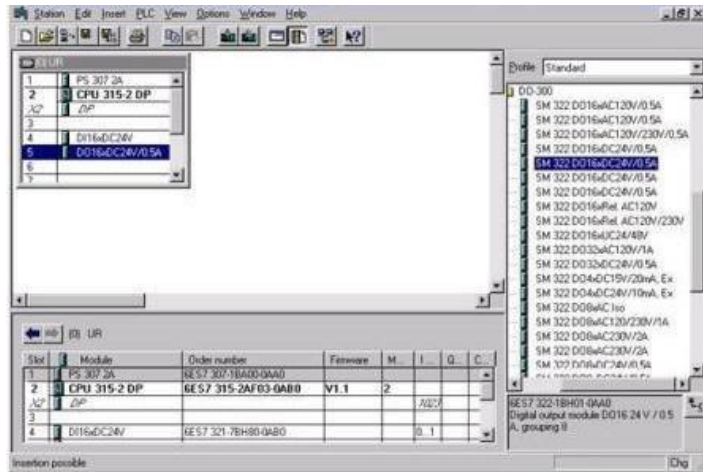 Station Edit Insert PLC View Options Window Help
(0) UR
1 PS 307 2A
2 CPU 315-2 DP
X2 DP
3
4 DI16xDC24V
5 DO16xDC24V/0.5A
6
7
Profile Standard
DO-300
SM 322 DO16xAC120V/0.5A
SM 322 DO16xAC120V/0.5A
SM 322 DO16xAC120V/230V/0.5A
SM 322 DO16xDC24V/0.5A
SM 322 DO16xDC24V/0.5A
SM 322 DO16xDC24V/0.5A
SM 322 DO16xDC24V/0.5A
SM 322 DO16xRel. AC120V
SM 322 DO16xRel. AC120V/230V
SM 322 DO16xUC24/48V
SM 322 DO32xAC120V/1A
SM 322 DO32xDC24V/0.5A
SM 322 DO4xDC15V/20mA, Ex
SM 322 DO4xDC24V/10mA, Ex
SM 322 DO8xAC Iso
SM 322 DO8xAC120/230V/1A
SM 322 DO8xAC230V/2A
SM 322 DO8xAC230V/2A
SM 322 DO8xDC24V/0.5A
(0) UR
Slot Module Order number Firmware M... I... Q... C...
1 PS 307 2A 6ES7 307-1BA00-0AA0
2 CPU 315-2 DP 6ES7 315-2AF03-0AB0 V1.1 2
X2 DP 1023
3
4 DI16xDC24V 6ES7 321-7BH80-0AB0 0...1
6ES7 322-1BH01-0AA0
Digital output module DO16 24 V / 0.5
A, grouping 8
Insertion possible Chg